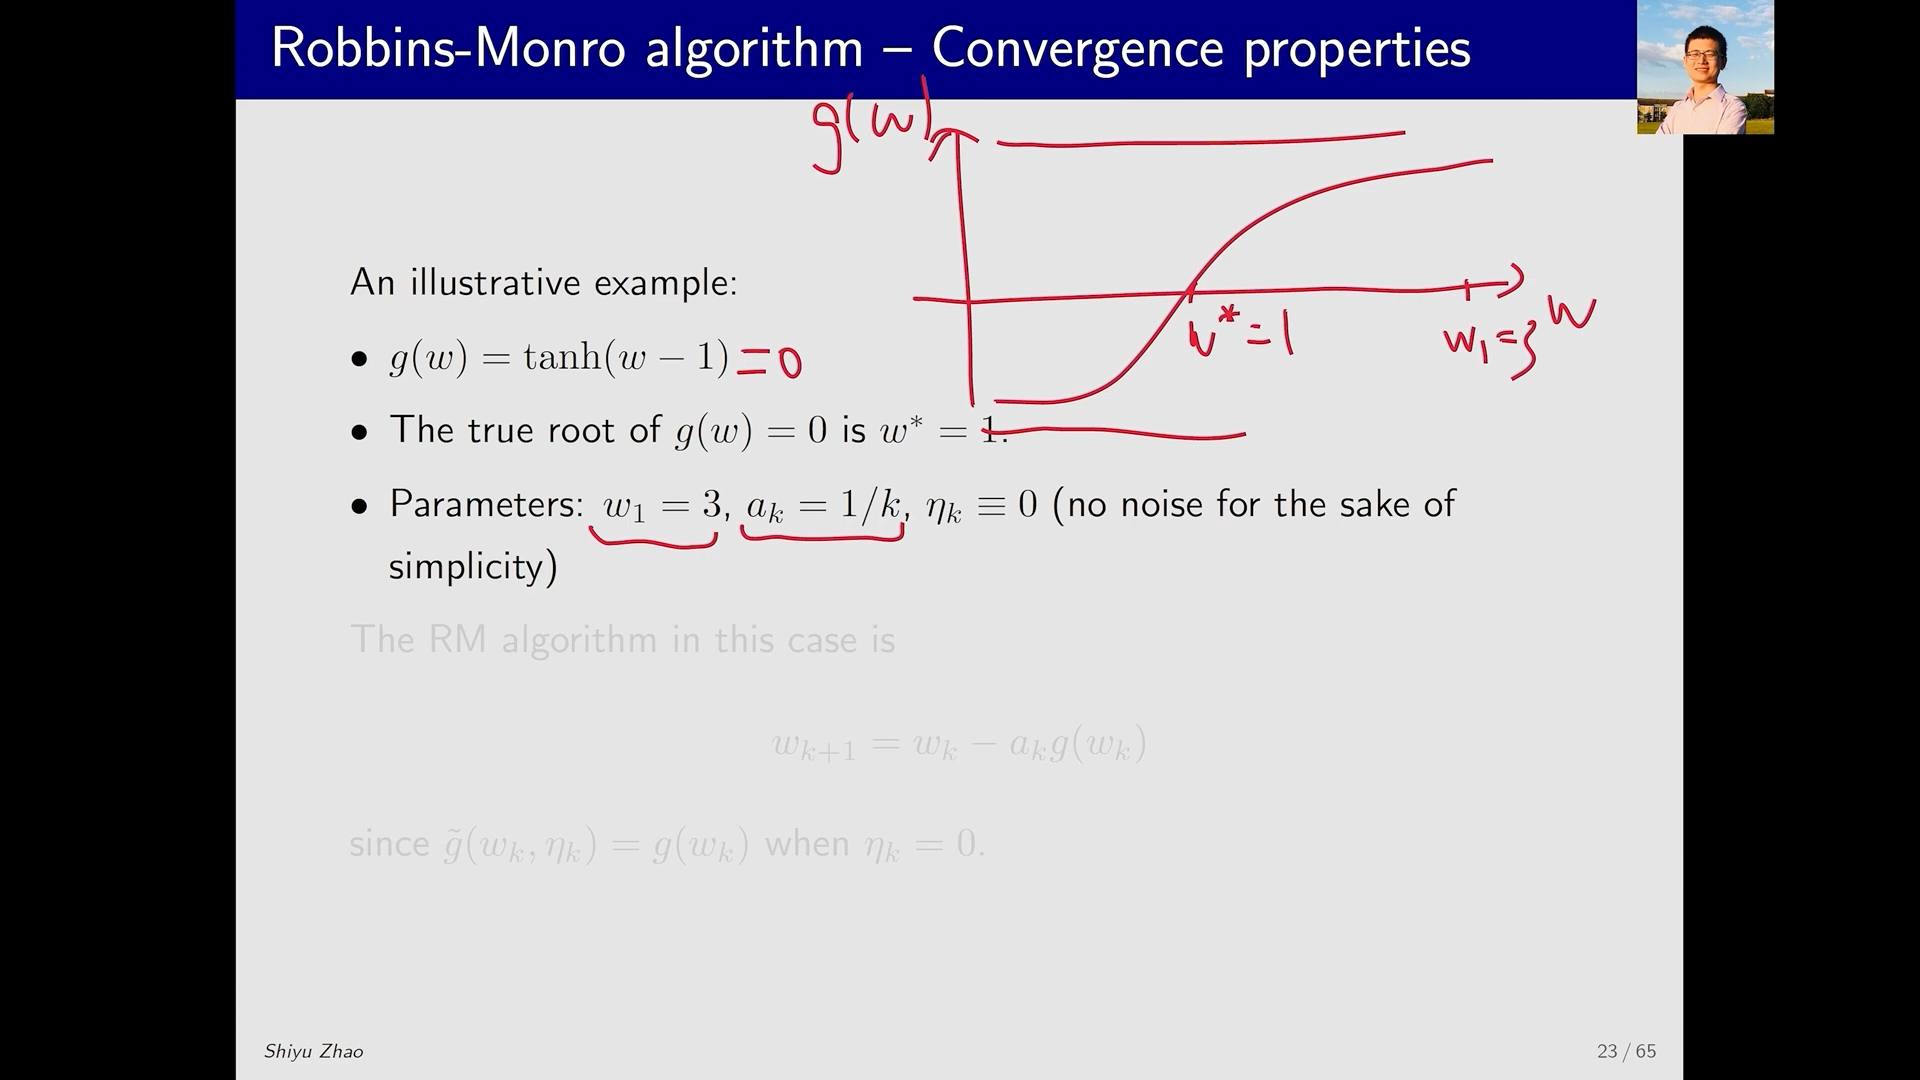 Robbins-Monro algorithm – Convergence properties
g(w)
An illustrative example:
w* = 1
w₁ = 3
w
• g(w) = tanh(w − 1) = 0
• The true root of g(w) = 0 is w* = 1.
• Parameters: w₁ = 3, aₖ = 1/k, ηₖ ≡ 0 (no noise for the sake of
simplicity)
The RM algorithm in this case is
wₖ₊₁ = wₖ − aₖg(wₖ)
since g̃(wₖ, ηₖ) = g(wₖ) when ηₖ = 0.
Shiyu Zhao
23 / 65